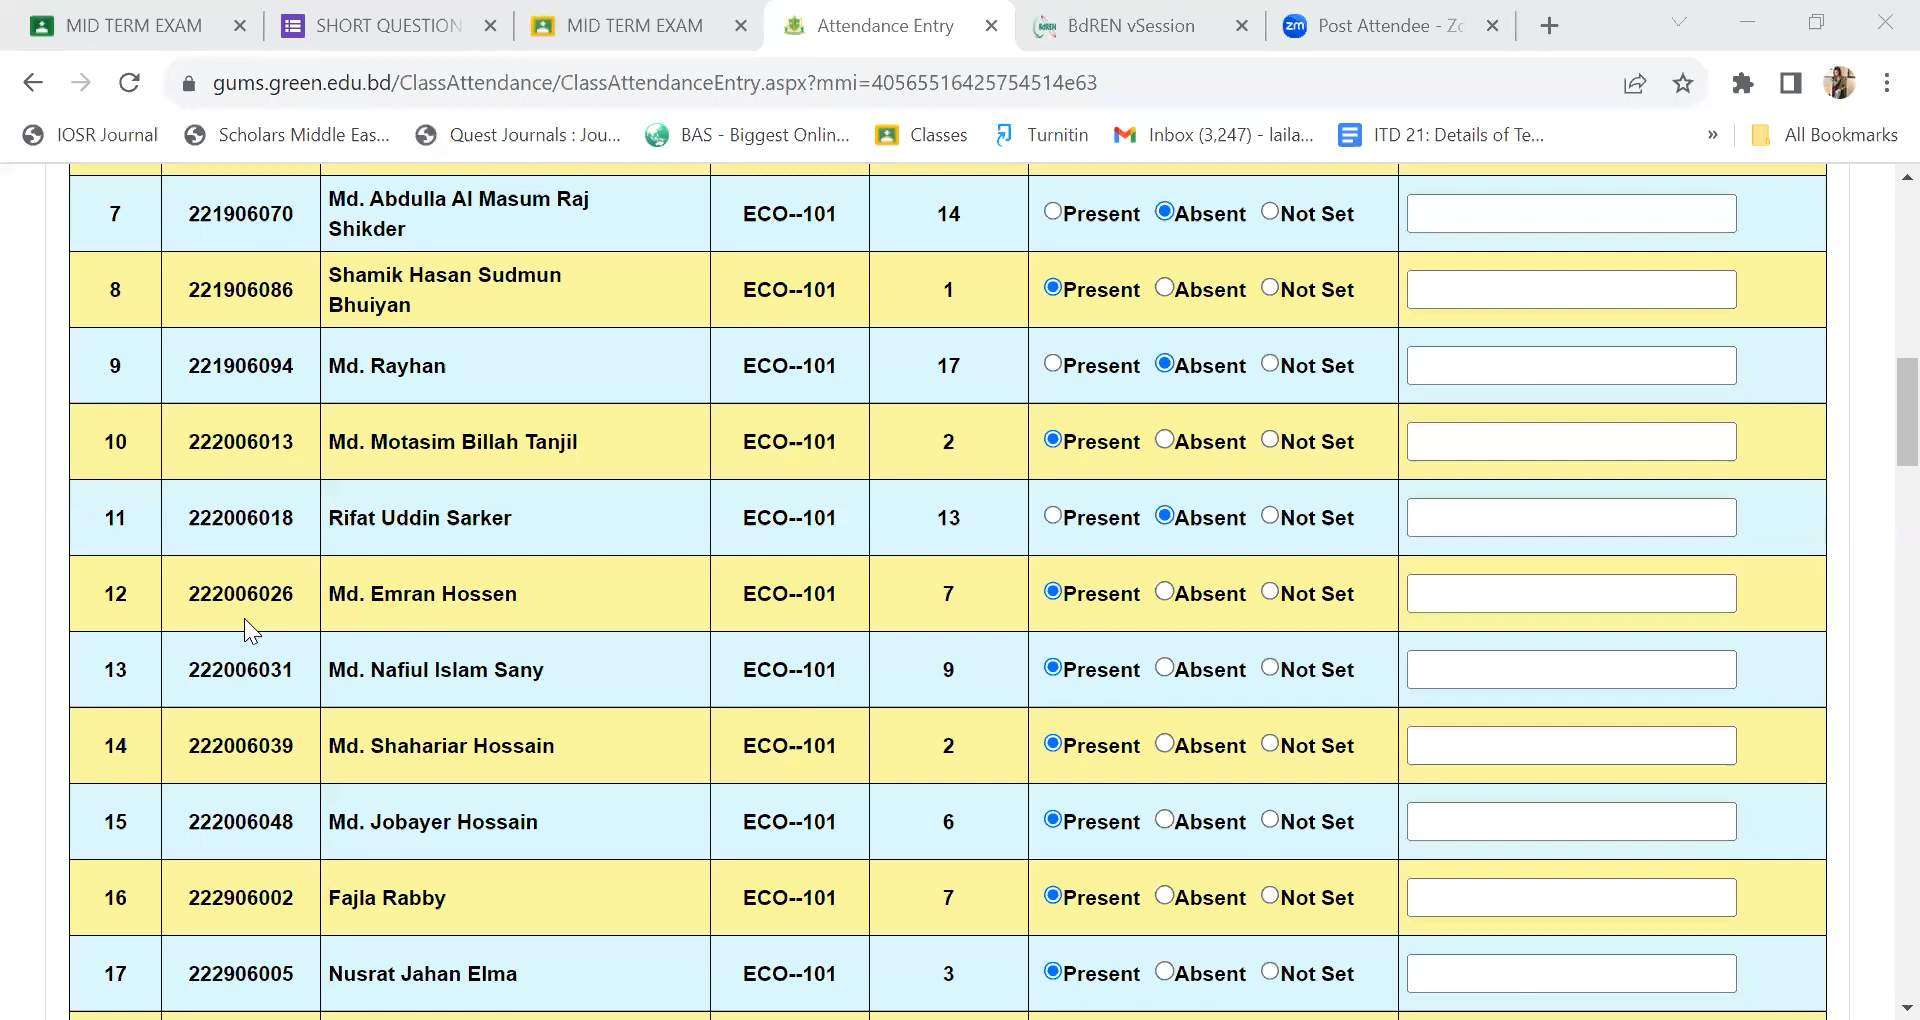 MID TERM EXAM
SHORT QUESTION
MID TERM EXAM
Attendance Entry
BdREN vSession
zm
Post Attendee - Zo
gums.green.edu.bd/ClassAttendance/ClassAttendanceEntry.aspx?mmi=40565516425754514e63
IOSR Journal
Scholars Middle Eas...
Quest Journals : Jou...
BAS - Biggest Onlin...
Classes
Turnitin
Inbox (3,247) - laila...
ITD 21: Details of Te...
»
All Bookmarks
7 221906070 Md. Abdulla Al Masum Raj
Shikder ECO--101 14 Present Absent Not Set
8 221906086 Shamik Hasan Sudmun
Bhuiyan ECO--101 1 Present Absent Not Set
9 221906094 Md. Rayhan ECO--101 17 Present Absent Not Set
10 222006013 Md. Motasim Billah Tanjil ECO--101 2 Present Absent Not Set
11 222006018 Rifat Uddin Sarker ECO--101 13 Present Absent Not Set
12 222006026 Md. Emran Hossen ECO--101 7 Present Absent Not Set
13 222006031 Md. Nafiul Islam Sany ECO--101 9 Present Absent Not Set
14 222006039 Md. Shahariar Hossain ECO--101 2 Present Absent Not Set
15 222006048 Md. Jobayer Hossain ECO--101 6 Present Absent Not Set
16 222906002 Fajla Rabby ECO--101 7 Present Absent Not Set
17 222906005 Nusrat Jahan Elma ECO--101 3 Present Absent Not Set